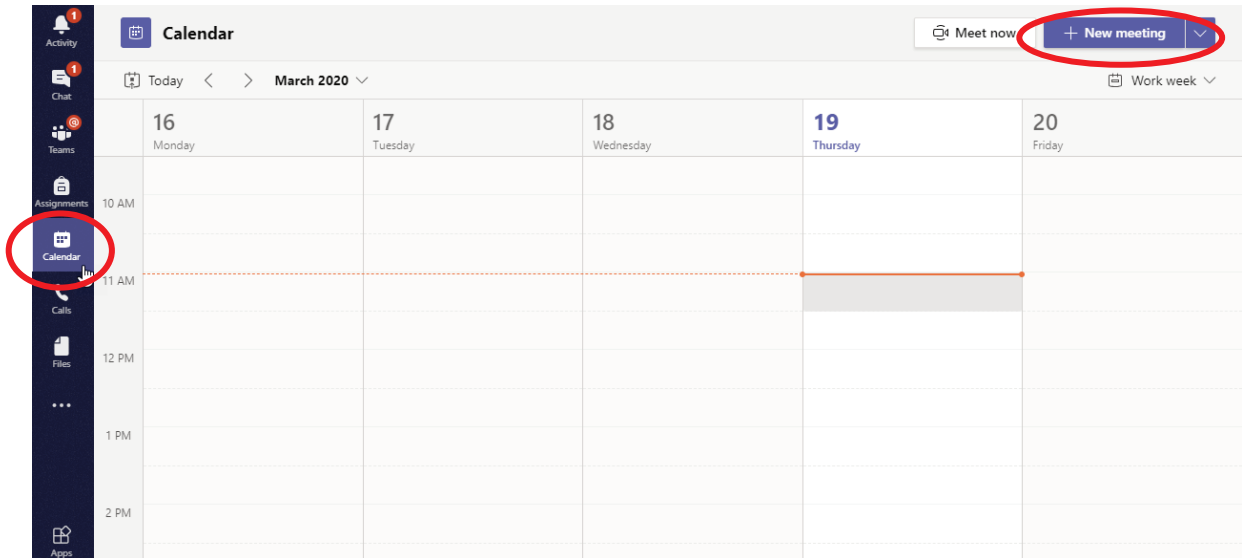 1
Activity
1
Chat
@
Teams
Assignments
Calendar
Calls
Files
...
Apps
Calendar
Meet now
+ New meeting
Today < > March 2020
Work week
16 17 18 19 20
Monday Tuesday Wednesday Thursday Friday
10 AM
11 AM
12 PM
1 PM
2 PM